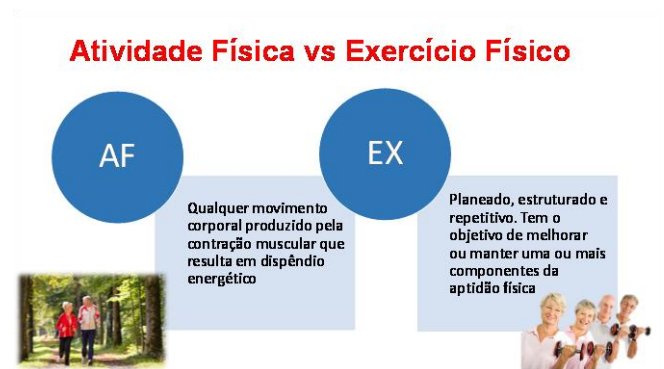 Atividade Física vs Exercício Físico
AF
Qualquer movimento
corporal produzido pela
contração muscular que
resulta em dispêndio
energético
EX
Planeado, estruturado e
repetitivo. Tem o
objetivo de melhorar
ou manter uma ou mais
componentes da
aptidão física